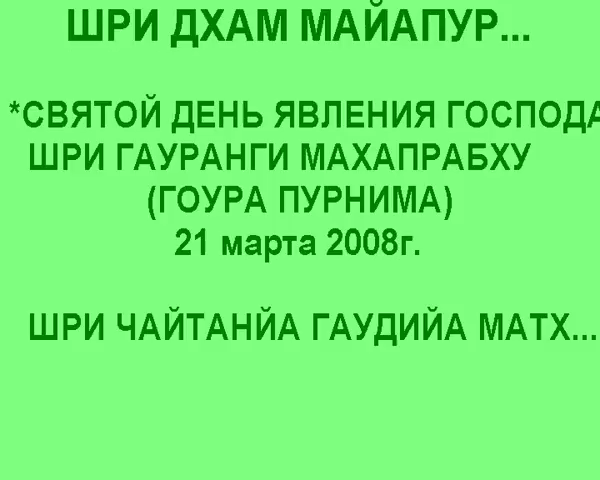 ШРИ ДХАМ МАЙАПУР...
*СВЯТОЙ ДЕНЬ ЯВЛЕНИЯ ГОСПОДА
ШРИ ГАУРАНГИ МАХАПРАБХУ
(ГОУРА ПУРНИМА)
21 марта 2008г.
ШРИ ЧАЙТАНЙА ГАУДИЙА МАТХ...